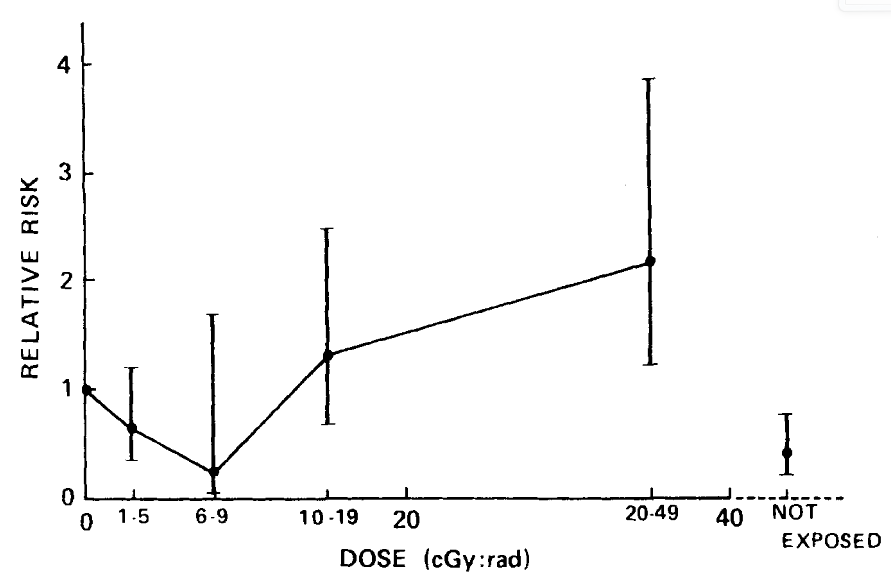 4
3
2
1
0
RELATIVE RISK
0 1-5 6-9 10-19 20 20-49 40 NOT
EXPOSED
DOSE (cGy:rad)